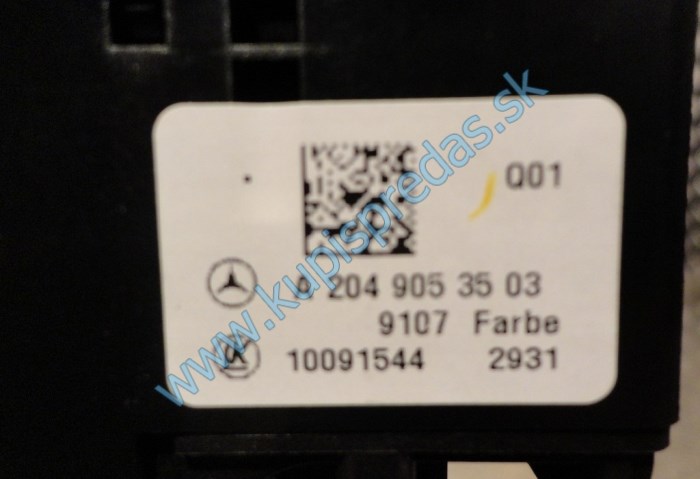 Q01
A 204 905 35 03
9107 Farbe
10091544 2931
www.kupispredas.sk